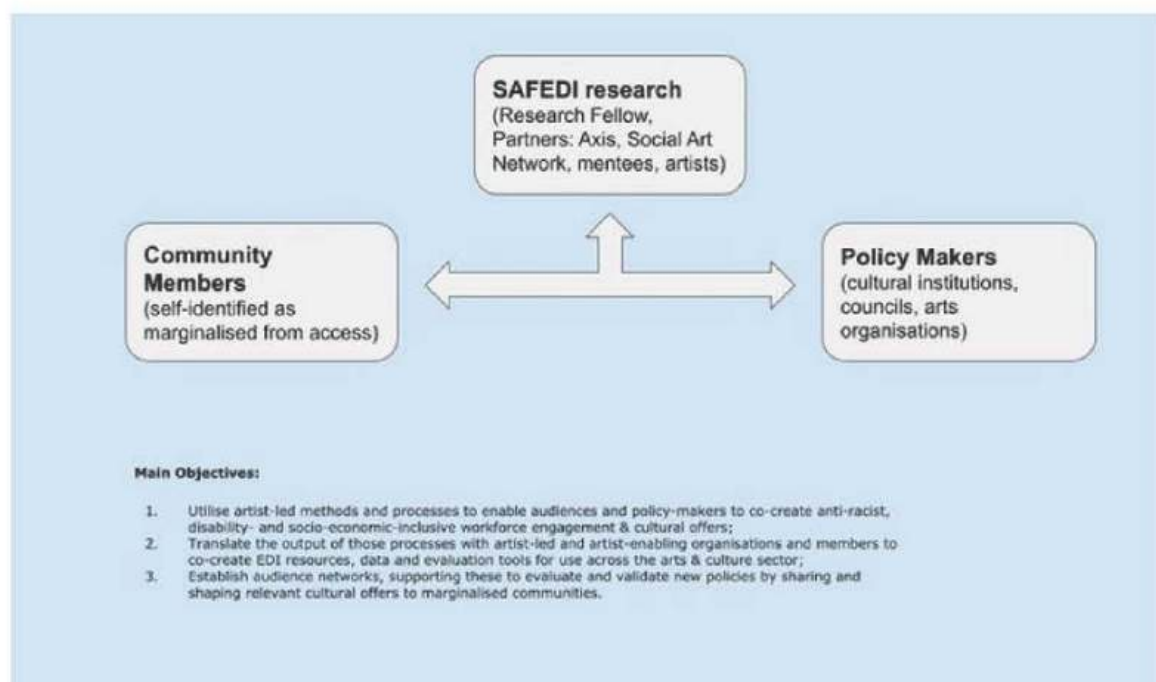 SAFEDI research
(Research Fellow,
Partners: Axis, Social Art
Network, mentees, artists)
Community
Members
(self-identified as
marginalised from access)
Policy Makers
(cultural institutions,
councils, arts
organisations)
Main Objectives:
1. Utilise artist-led methods and processes to enable audiences and policy-makers to co-create anti-racist,
disability- and socio-economic-inclusive workforce engagement & cultural offers;
2. Translate the output of those processes with artist-led and artist-enabling organisations and members to
co-create EDI resources, data and evaluation tools for use across the arts & culture sector;
3. Establish audience networks, supporting these to evaluate and validate new policies by sharing and
shaping relevant cultural offers to marginalised communities.